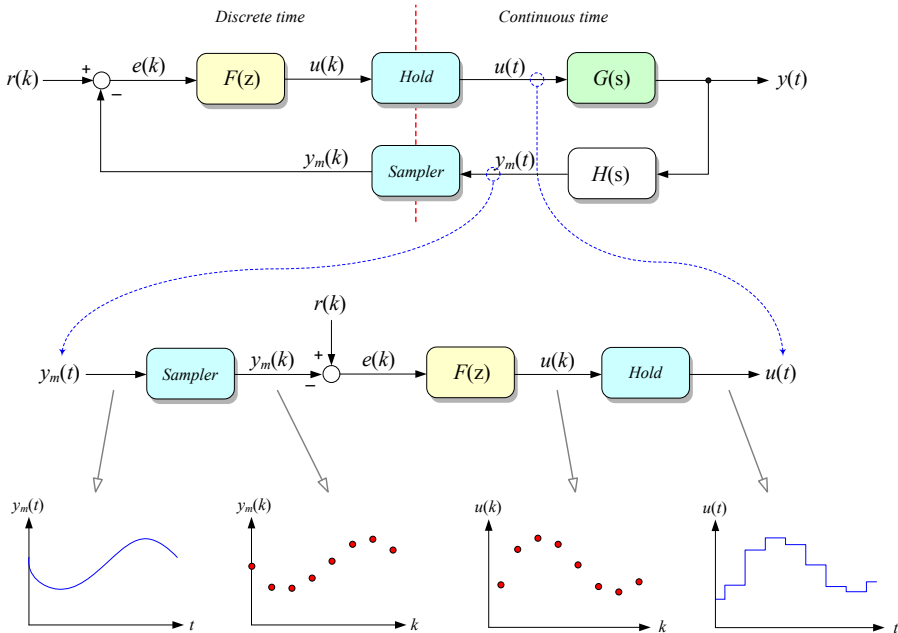 Discrete time Continuous time
+ e(k) u(k) u(t)
r(k) F(z) Hold G(s) y(t)
−
y_m(k) y_m(t)
Sampler H(s)
r(k)
y_m(t) Sampler y_m(k) + − e(k) F(z) u(k) Hold u(t)
y_m(t) y_m(k) u(k) u(t)
t k k t